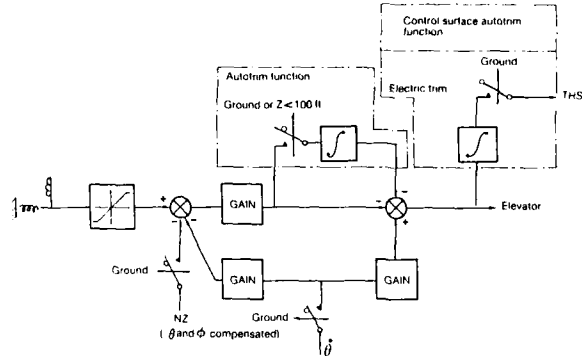 Control surface autotrim
function
Autotrim function
Electric trim
Ground
Ground or Z < 100 ft
THS
+
-
-
GAIN
-
-
+
Elevator
Ground
GAIN
GAIN
NZ
( θ and ϕ compensated)
Ground
θ̇